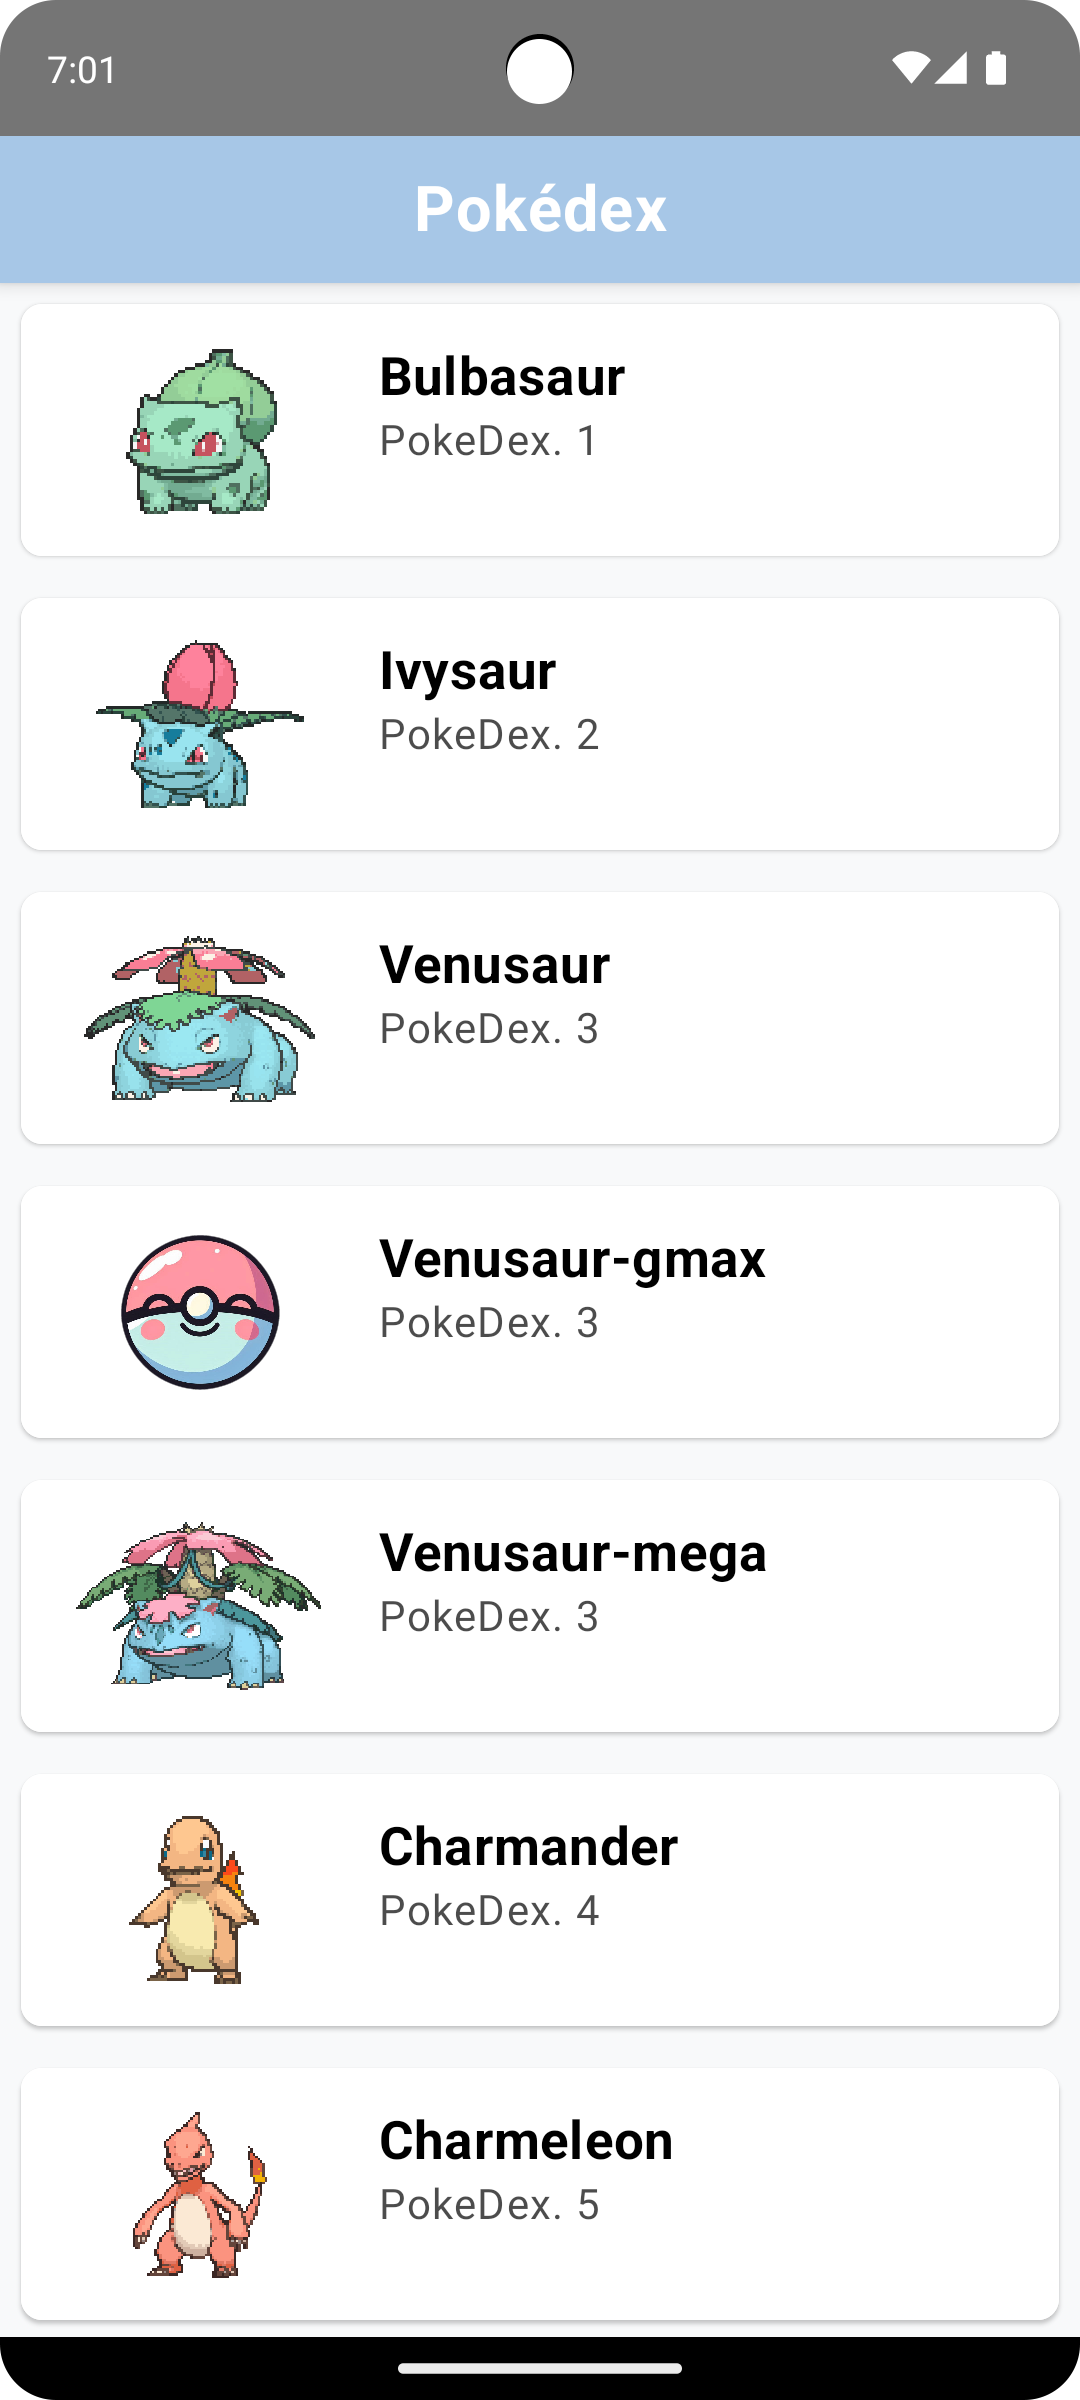 7:01
Pokédex
Bulbasaur
PokeDex. 1
Ivysaur
PokeDex. 2
Venusaur
PokeDex. 3
Venusaur-gmax
PokeDex. 3
Venusaur-mega
PokeDex. 3
Charmander
PokeDex. 4
Charmeleon
PokeDex. 5